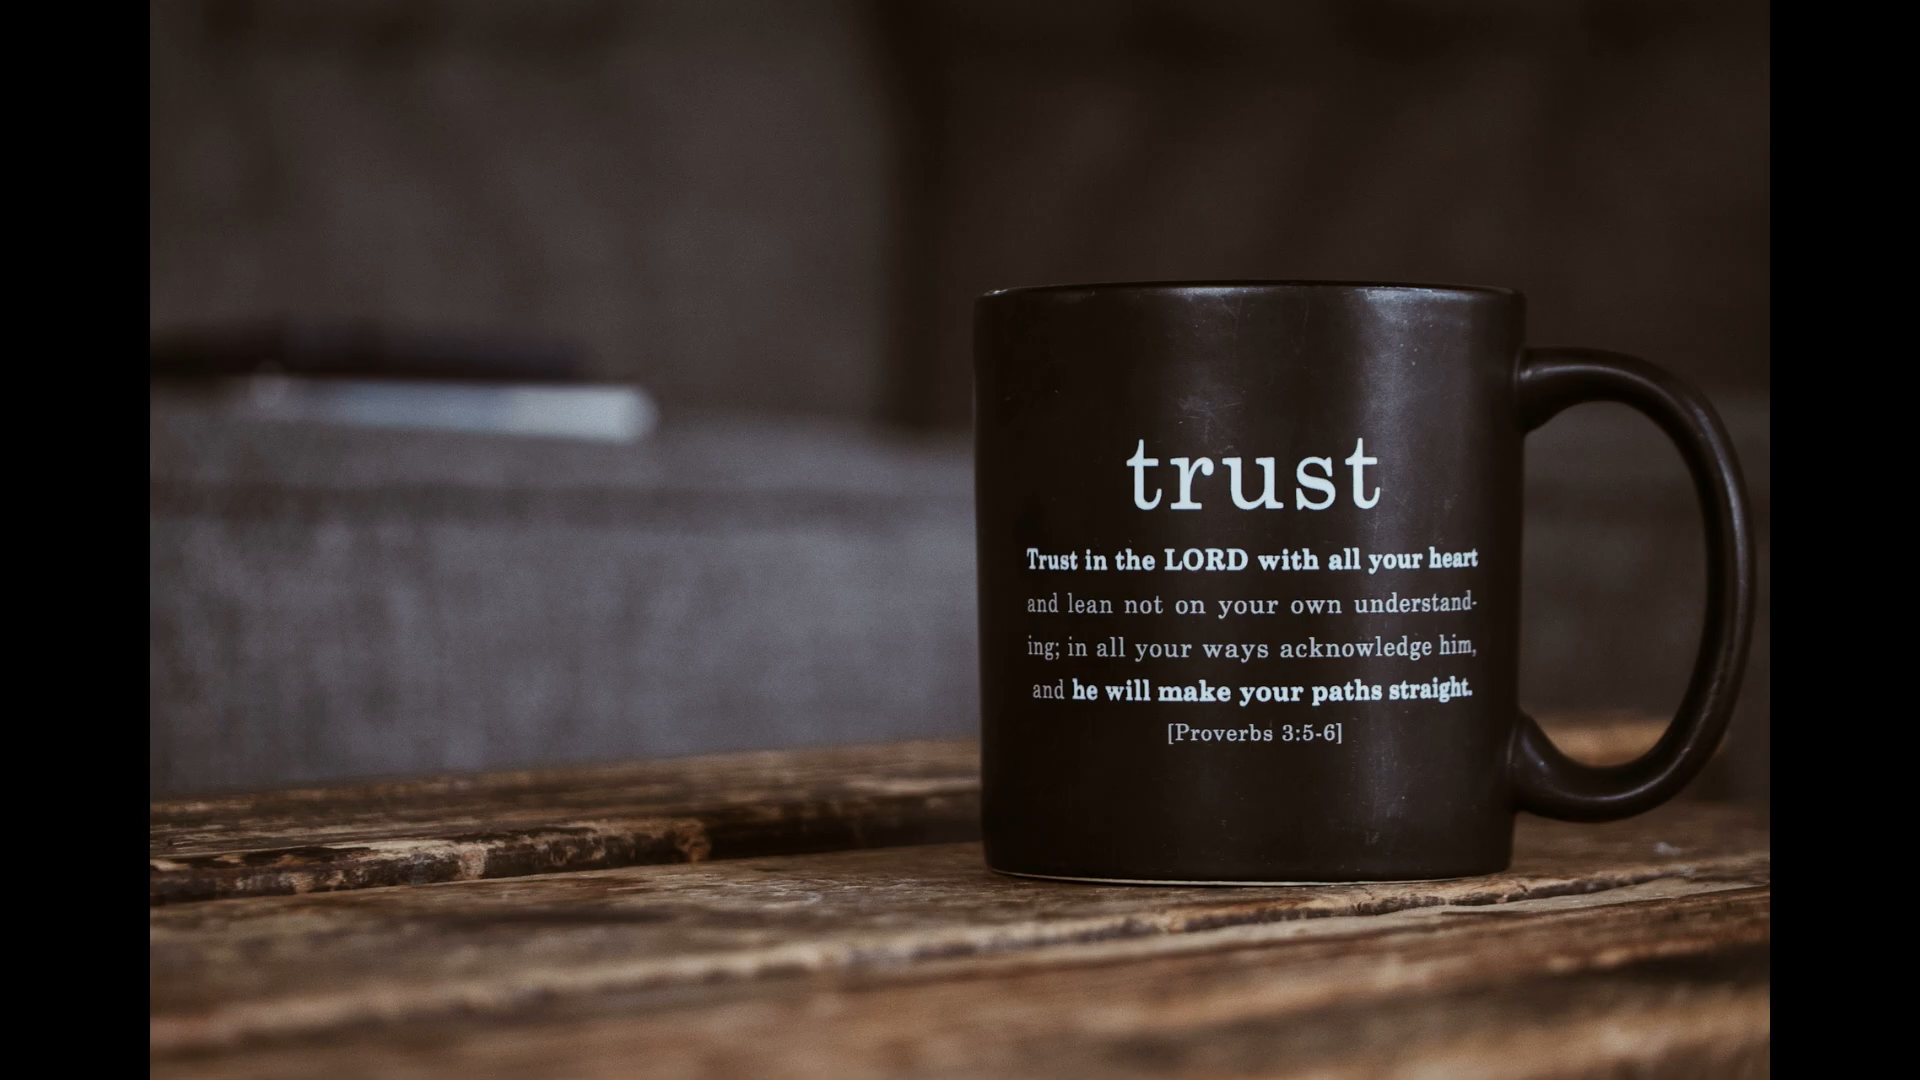 trust
Trust in the LORD with all your heart
and lean not on your own understand-
ing; in all your ways acknowledge him,
and he will make your paths straight.
[Proverbs 3:5-6]